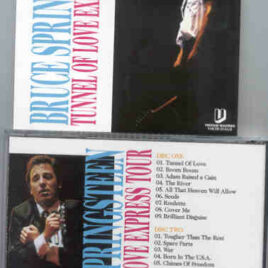 BRUCE SPRIN
TUNNEL OF LOVE EX
SPRINGSTEEN
OVE EXPRESS TOUR
DISC ONE
01. Tunnel Of Love
02. Boom Boom
03. Adam Raised a Cain
04. The River
05. All That Heaven Will Allow
06. Seeds
07. Roulette
08. Cover Me
09. Brilliant Disguise
DISC TWO
01. Tougher Than The Rest
02. Spare Parts
03. War
04. Born In The U.S.A.
05. Chimes Of Freedom